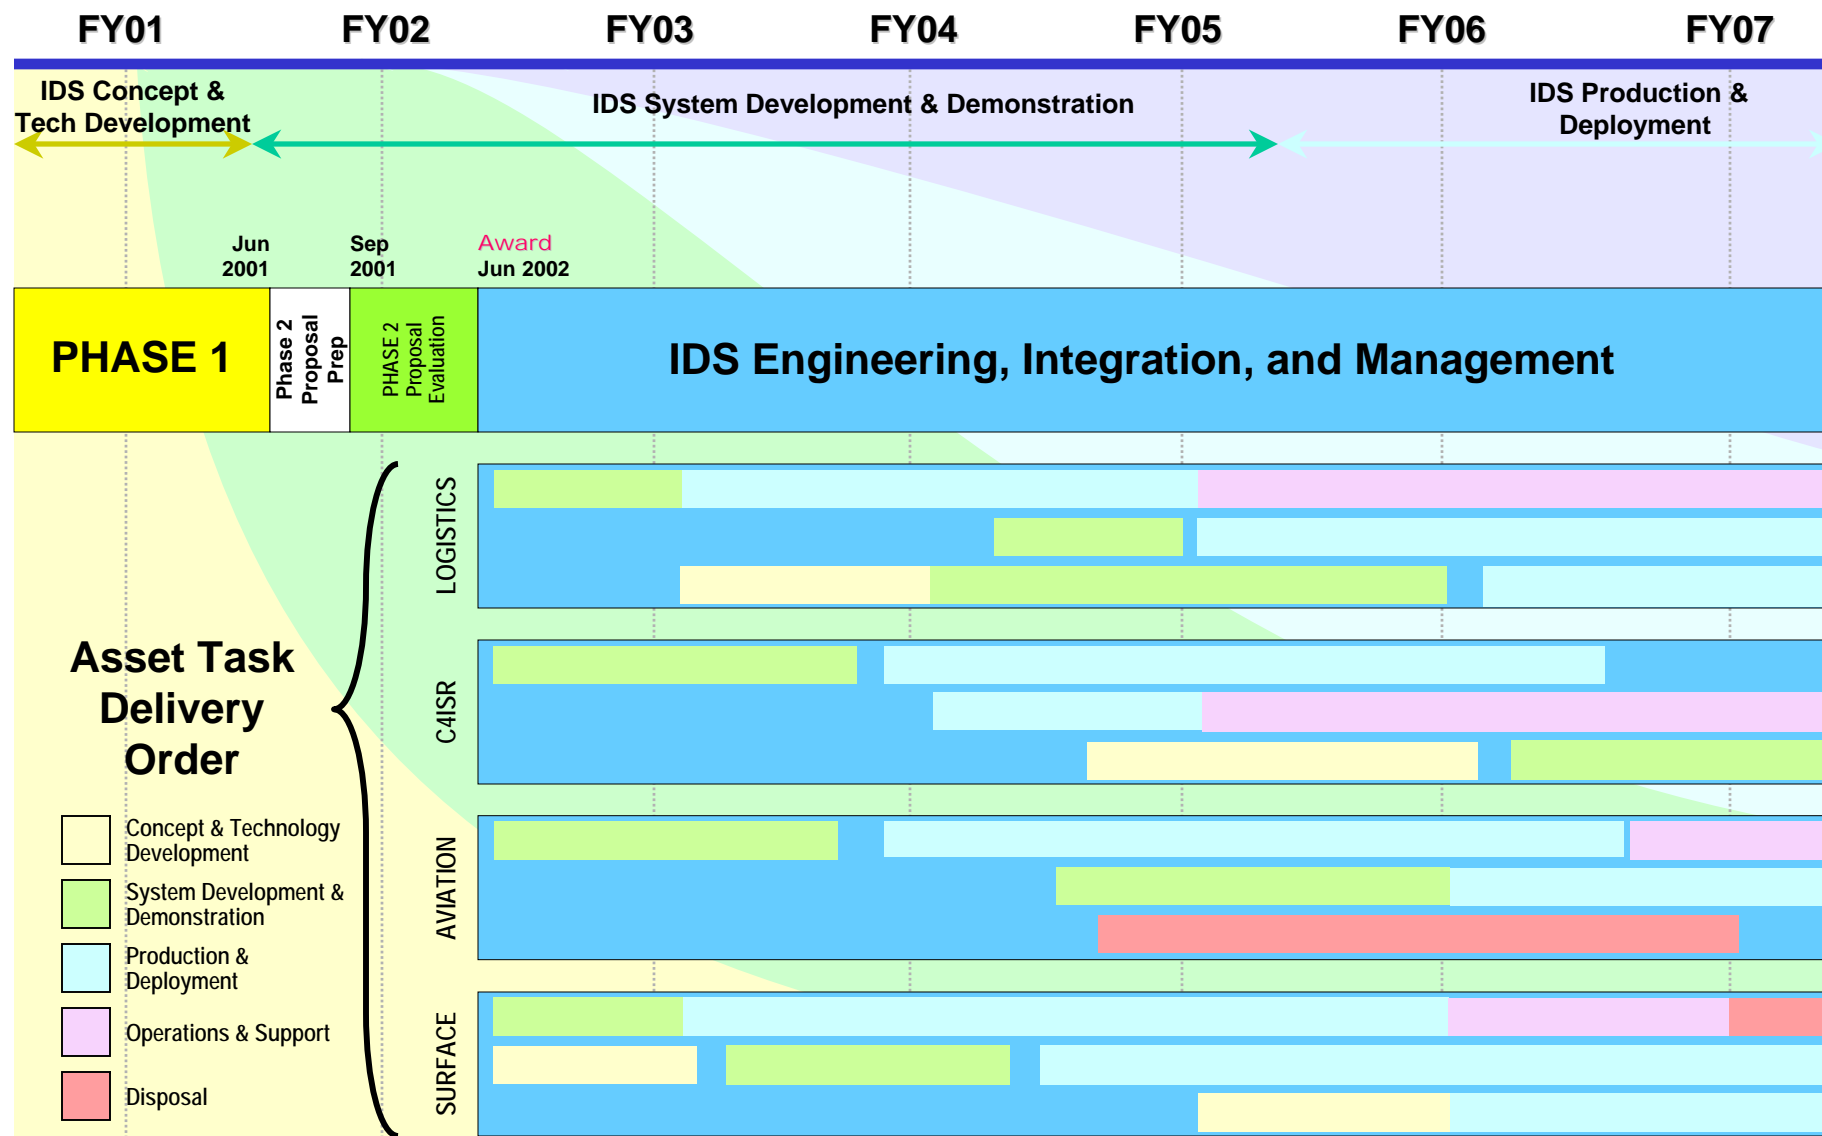 FY01 FY02 FY03 FY04 FY05 FY06 FY07
IDS Concept &
Tech Development
IDS System Development & Demonstration
IDS Production &
Deployment
Jun
2001
Sep
2001
Award
Jun 2002
PHASE 1
Phase 2
Proposal
Prep
PHASE 2
Proposal
Evaluation
IDS Engineering, Integration, and Management
LOGISTICS
C4ISR
AVIATION
SURFACE
Asset Task
Delivery
Order
Concept & Technology
Development
System Development &
Demonstration
Production &
Deployment
Operations & Support
Disposal